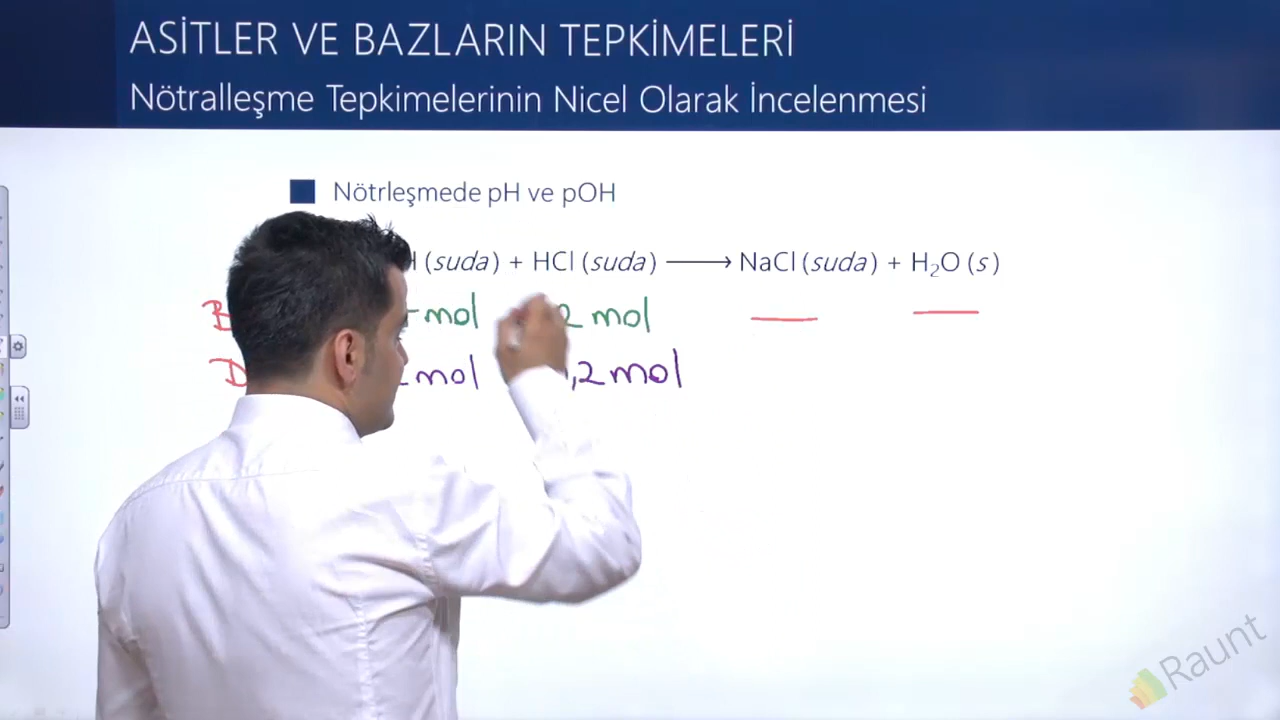 ASİTLER VE BAZLARIN TEPKİMELERİ
Nötralleşme Tepkimelerinin Nicel Olarak İncelenmesi
Nötrleşmede pH ve pOH
(suda) + HCl (suda) ⟶ NaCl (suda) + H₂O (s)
B mol 2 mol
D mol ,2 mol
Raunt